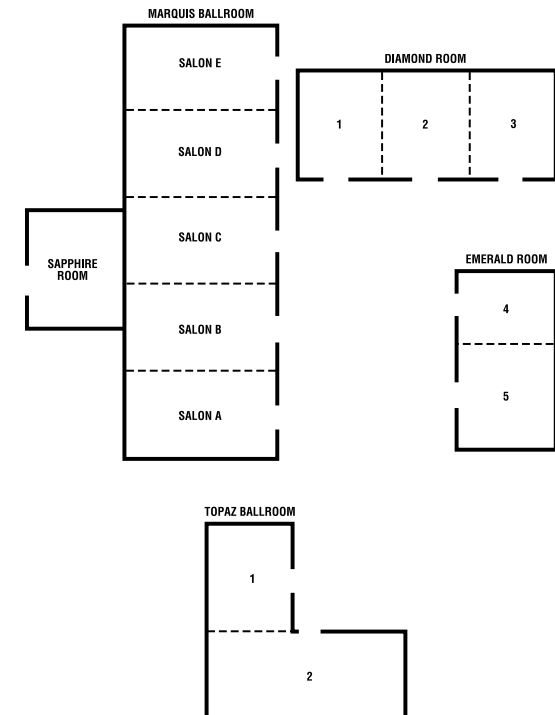 MARQUIS BALLROOM
SALON E
DIAMOND ROOM
1
2
3
SALON D
SALON C
SAPPHIRE
ROOM
EMERALD ROOM
4
SALON B
5
SALON A
TOPAZ BALLROOM
1
2